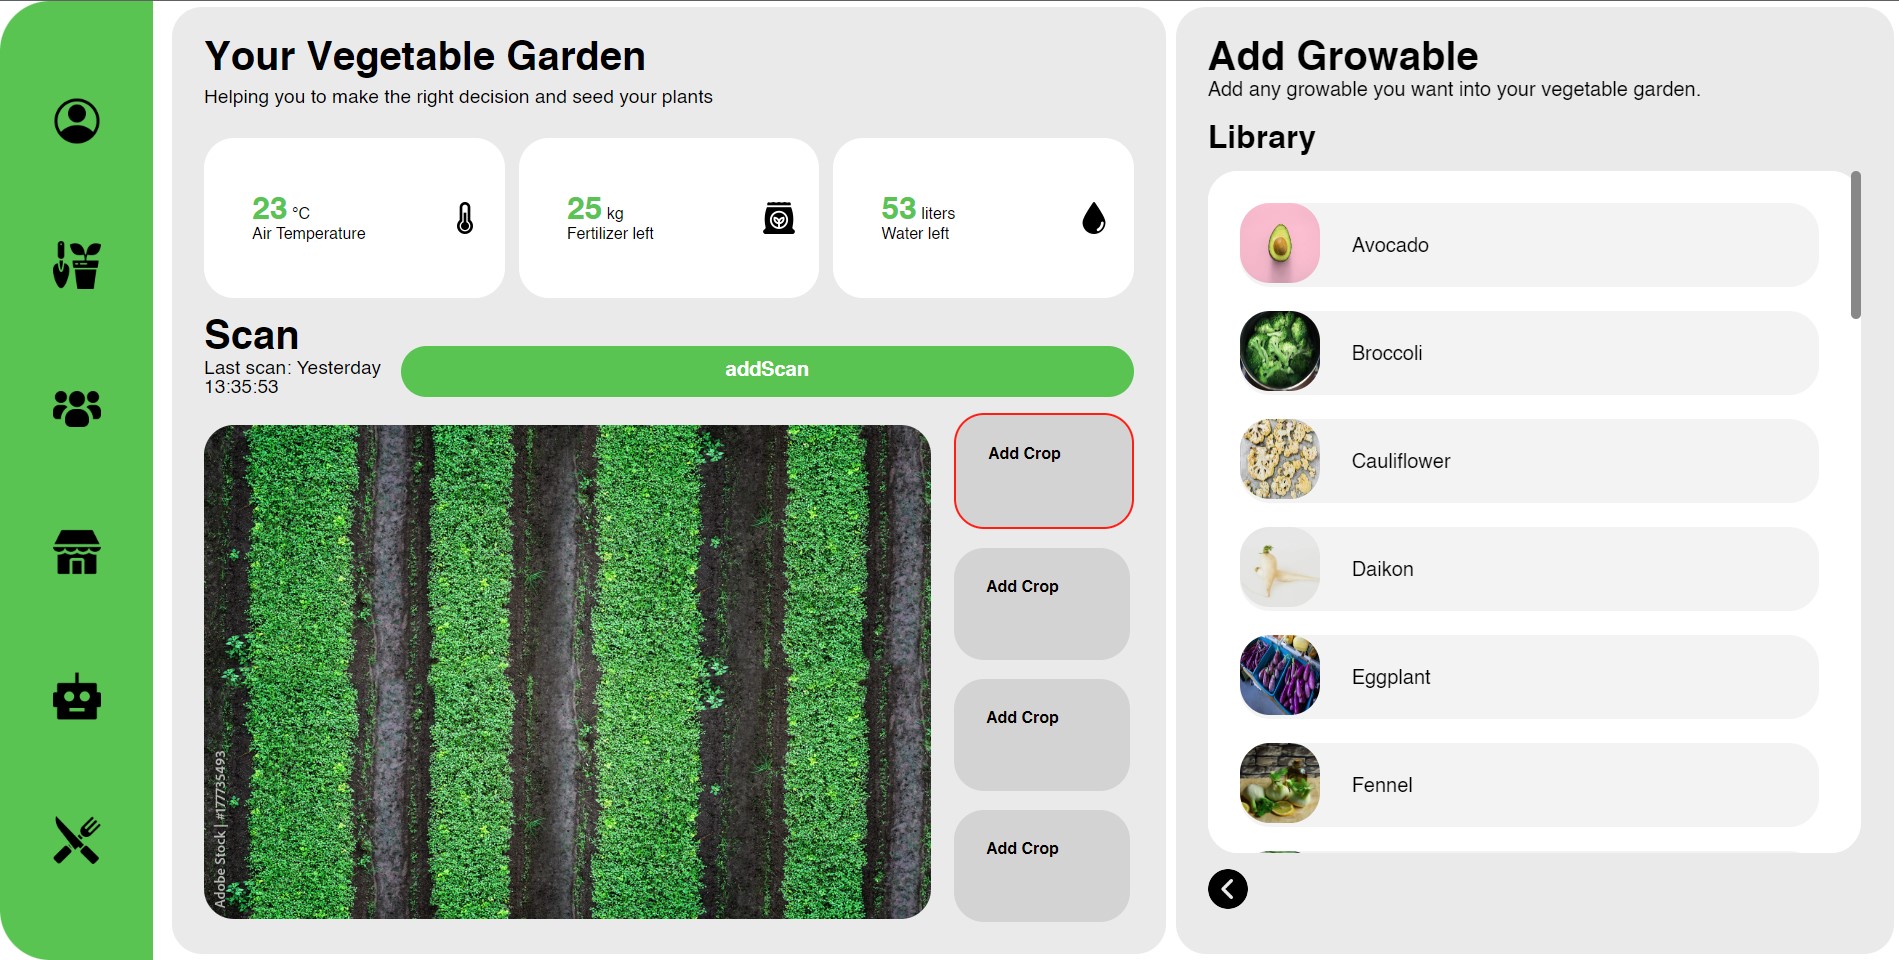 Your Vegetable Garden
Helping you to make the right decision and seed your plants
23 °C
Air Temperature
25 kg
Fertilizer left
53 liters
Water left
Scan
Last scan: Yesterday
13:35:53
addScan
Adobe Stock | #177735493
Add Crop
Add Crop
Add Crop
Add Crop
Add Growable
Add any growable you want into your vegetable garden.
Library
Avocado
Broccoli
Cauliflower
Daikon
Eggplant
Fennel